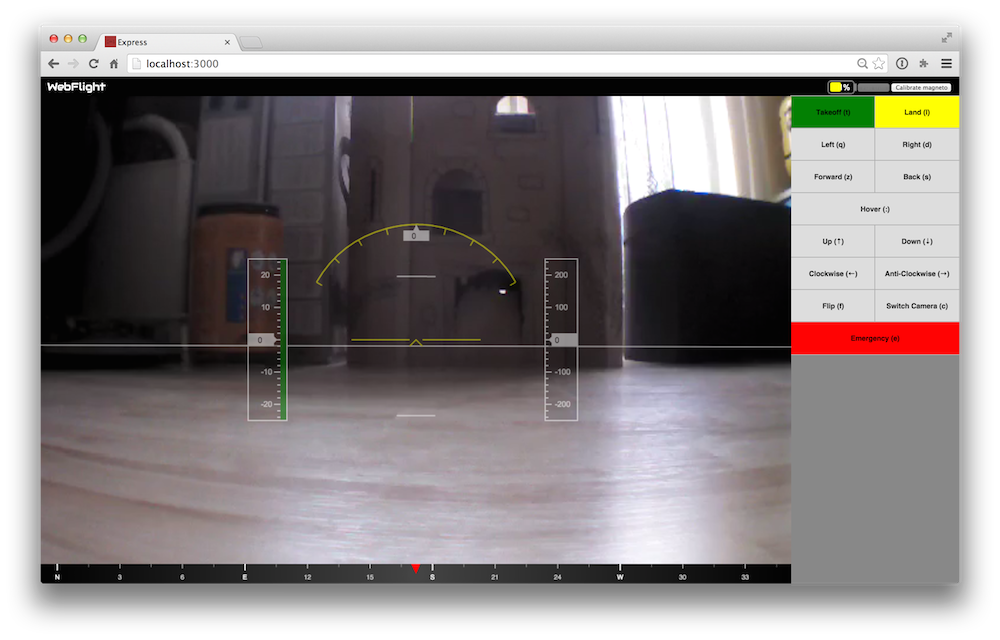 Express
localhost:3000
WebFlight
%
Calibrate magneto
Takeoff (t)
Land (l)
Left (q)
Right (d)
Forward (z)
Back (s)
Hover (:)
Up (↑)
Down (↓)
Clockwise (←)
Anti-Clockwise (→)
Flip (f)
Switch Camera (c)
Emergency (e)
0
20
10
0
-10
-20
200
100
0
-100
-200
N 3 6 E 12 15 S 21 24 W 30 33